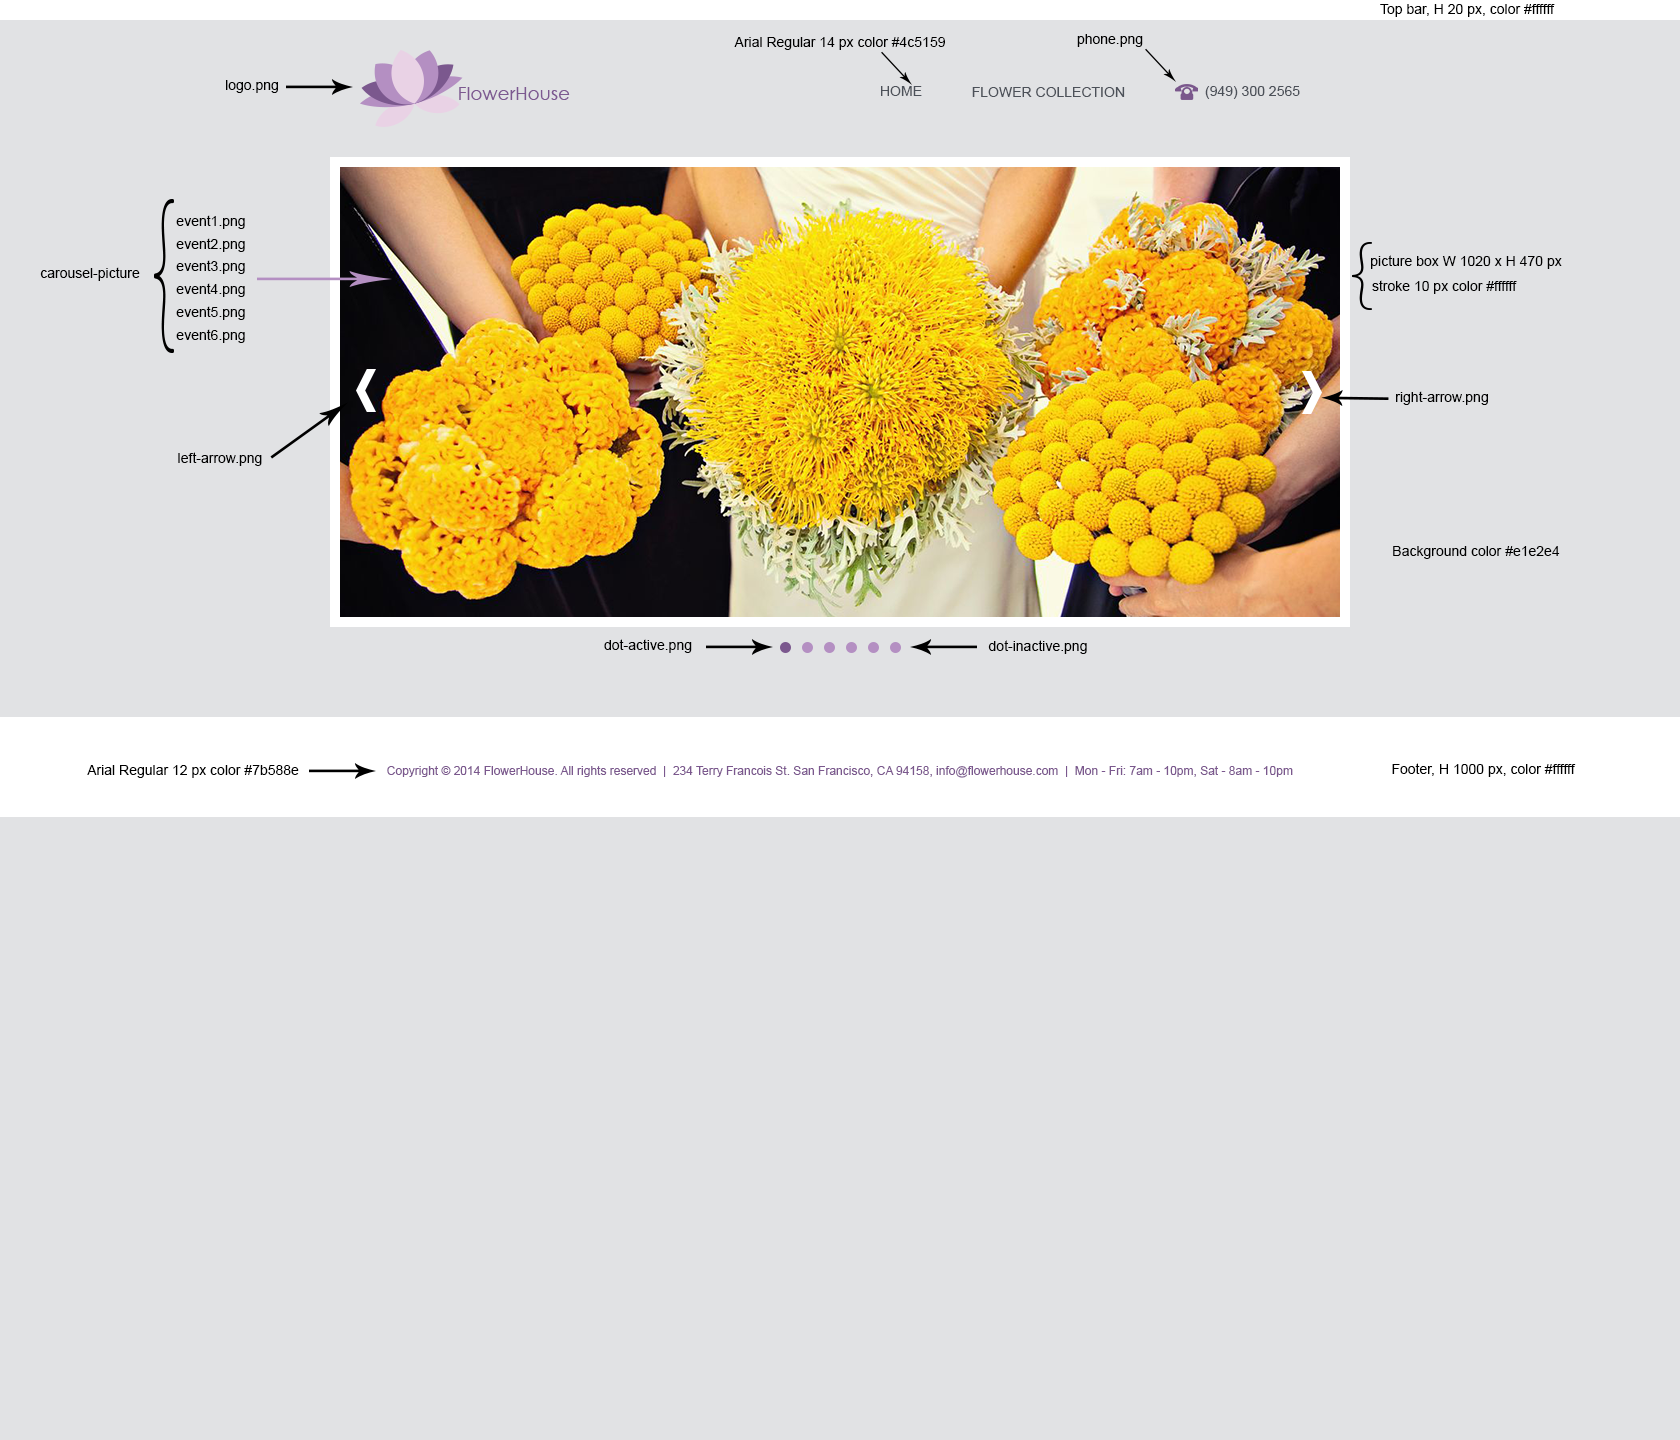 Top bar, H 20 px, color #ffffff
Arial Regular 14 px color #4c5159
phone.png
logo.png
FlowerHouse
HOME
FLOWER COLLECTION
(949) 300 2565
carousel-picture
event1.png
event2.png
event3.png
event4.png
event5.png
event6.png
picture box W 1020 x H 470 px
stroke 10 px color #ffffff
right-arrow.png
left-arrow.png
Background color #e1e2e4
dot-active.png
dot-inactive.png
Arial Regular 12 px color #7b588e
Copyright © 2014 FlowerHouse. All rights reserved | 234 Terry Francois St. San Francisco, CA 94158, info@flowerhouse.com | Mon - Fri: 7am - 10pm, Sat - 8am - 10pm
Footer, H 1000 px, color #ffffff